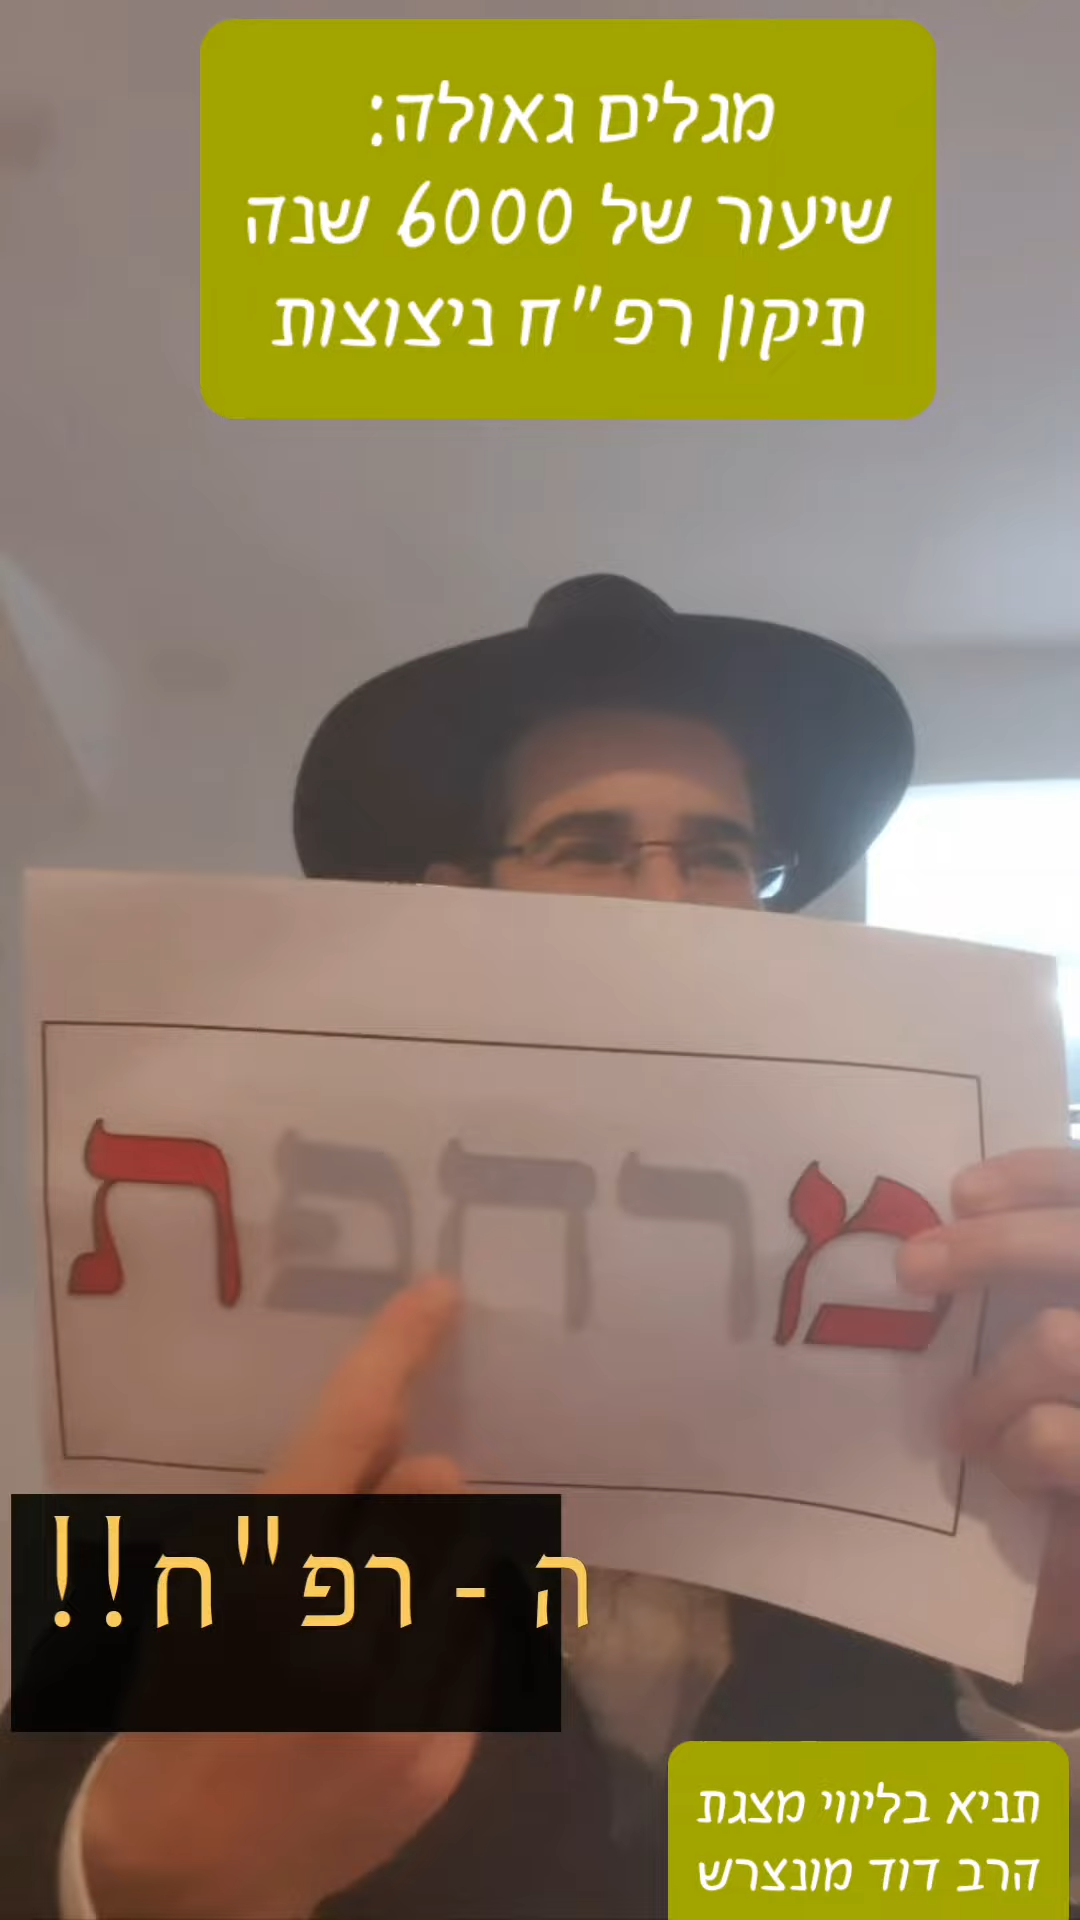 מגלים גאולה:
שיעור של 6000 שנה
תיקון רפ"ח ניצוצות
מרחפת
ה - רפ"ח!!
תניא בליווי מצגת
הרב דוד מונצרש